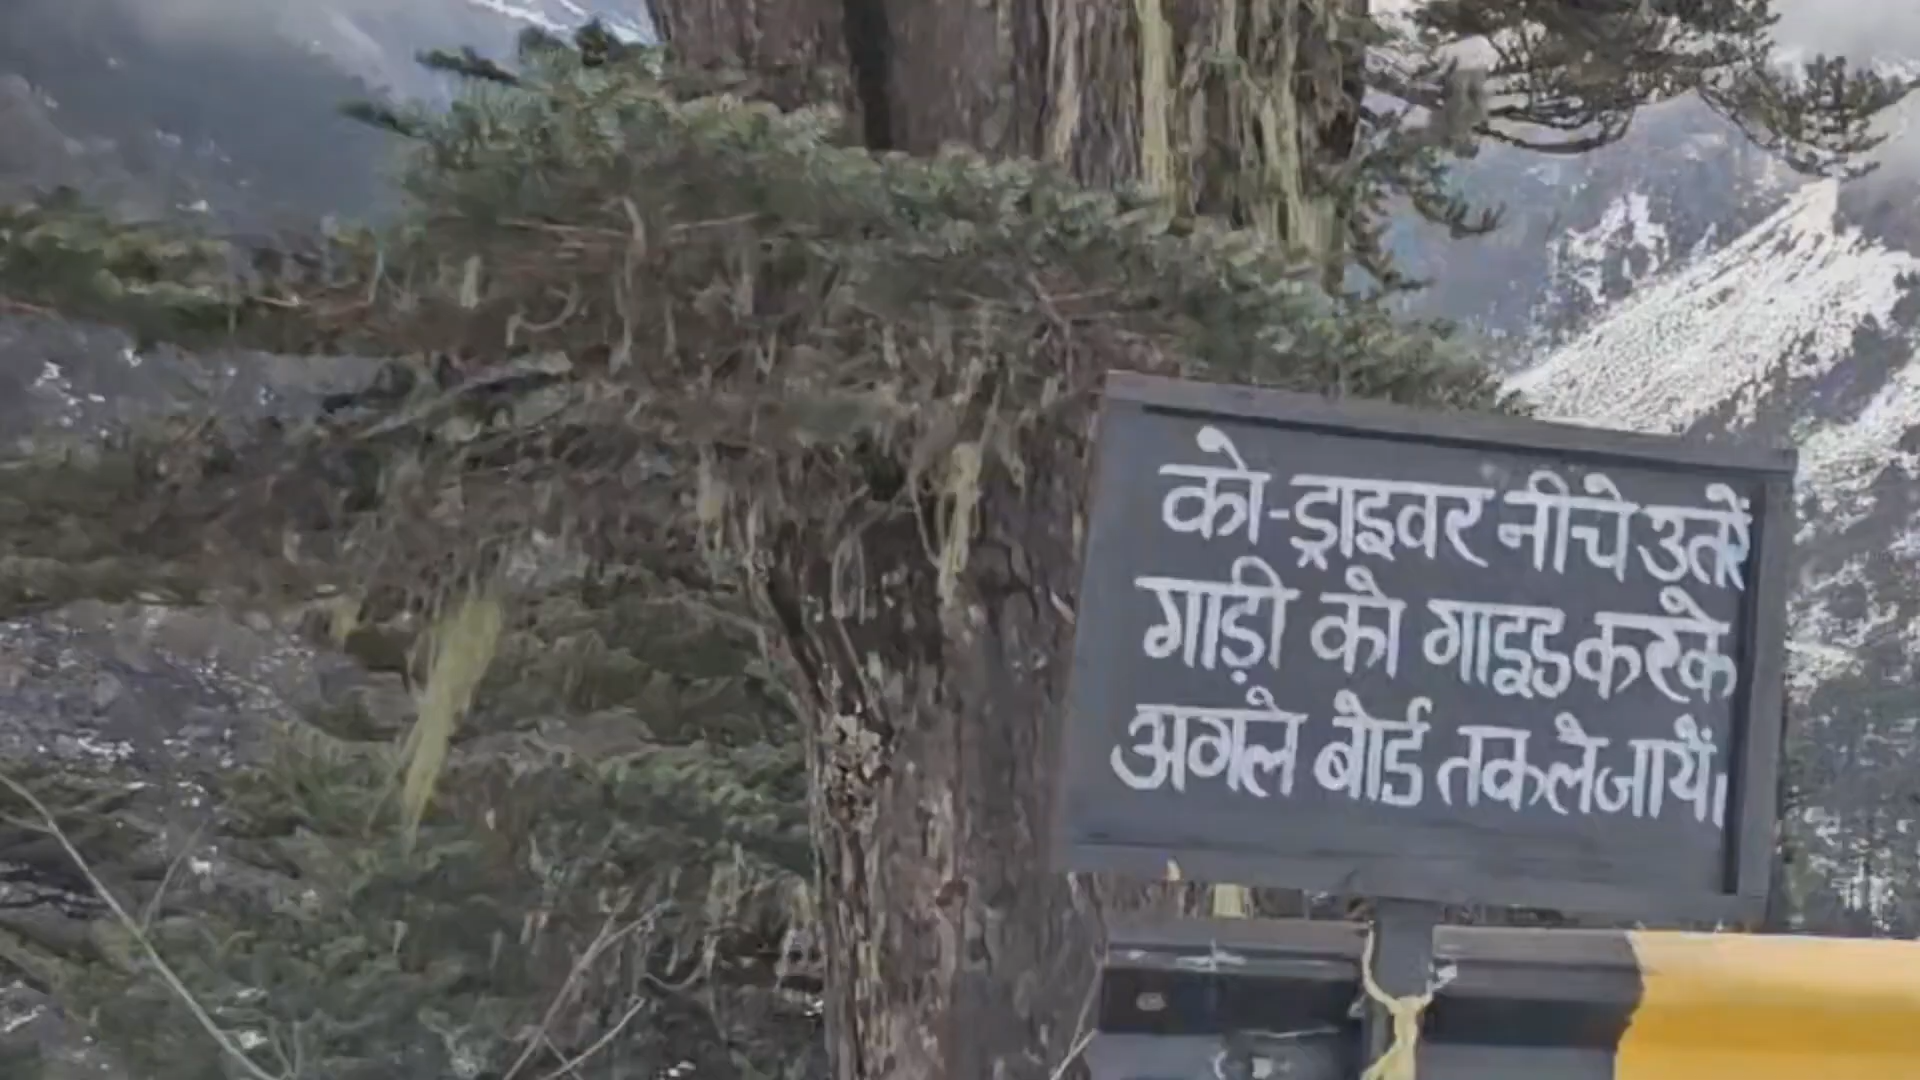 को-ड्राइवर नीचे उतरें
गाड़ी को गाइड करके
अगले बोर्ड तक ले जायें।